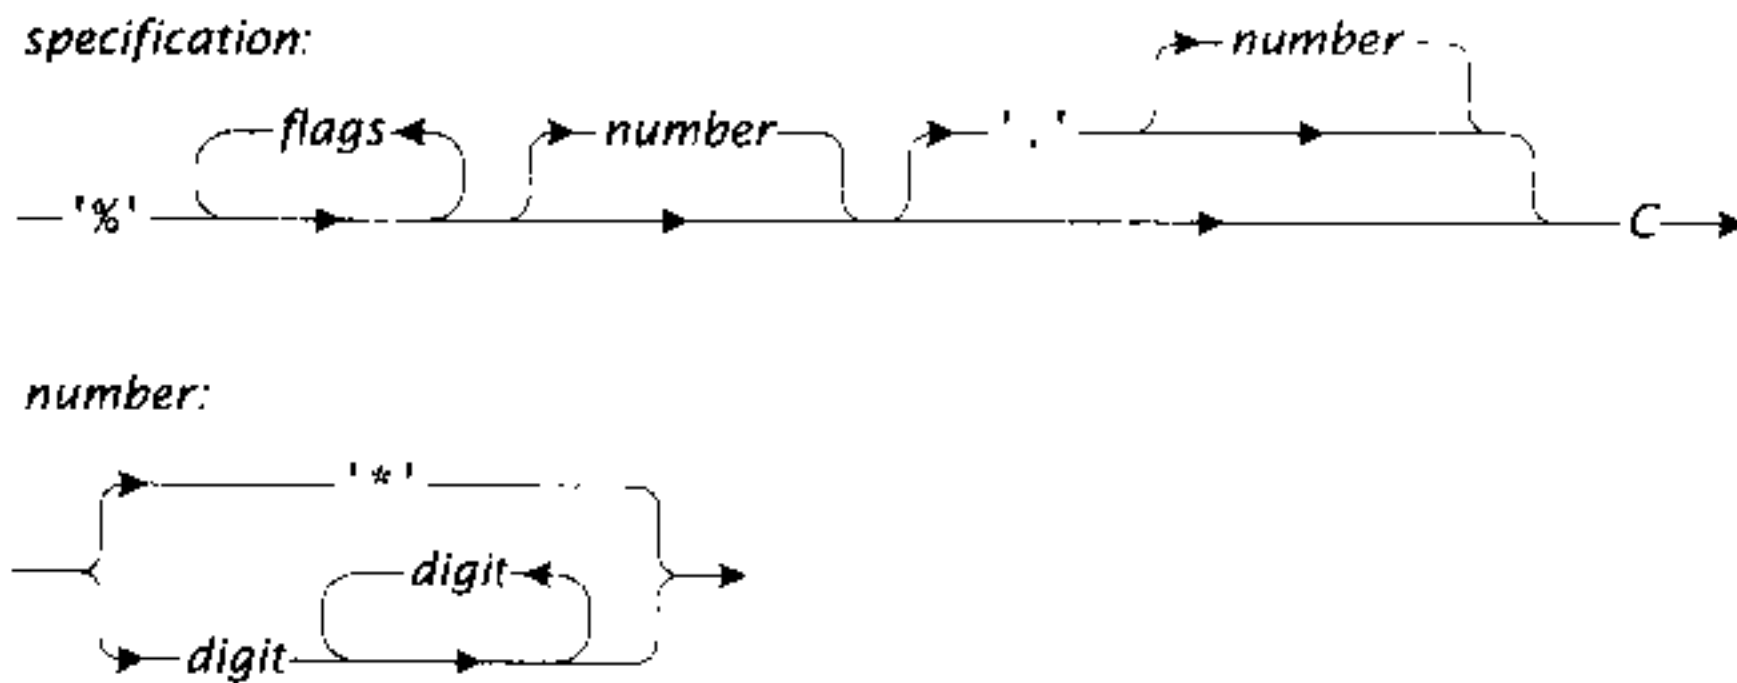 specification:
number
flags number '.'
'%' C
number:
'*'
digit
digit